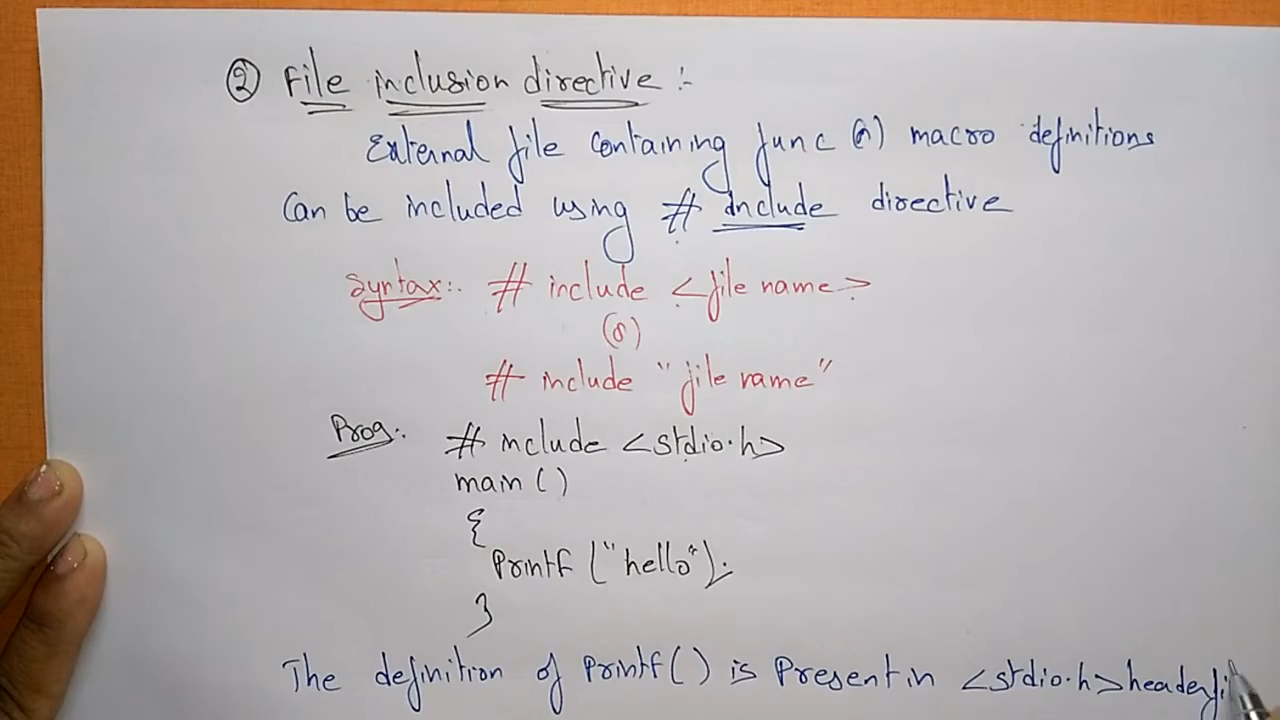 ② File inclusion directive :-
External file containing func (or) macro definitions
can be included using # include directive
Syntax:. # include <file name>
(or)
# include "file name"
Prog:. # include <stdio.h>
main ()
{
printf ("hello");
}
The definition of printf() is present in <stdio.h> header